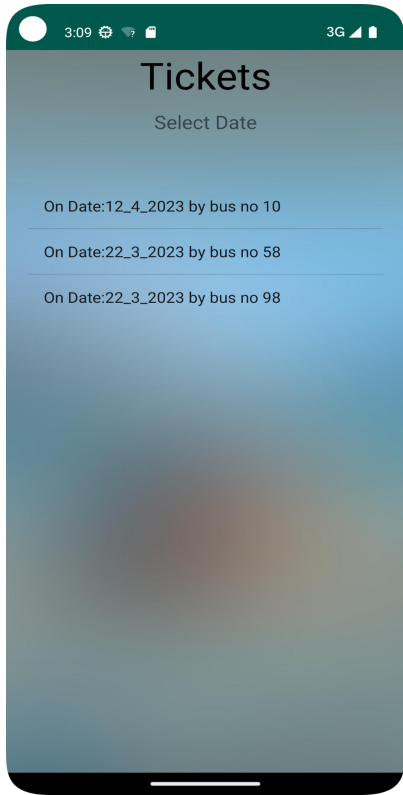 3:09 3G
Tickets
Select Date
On Date:12_4_2023 by bus no 10
On Date:22_3_2023 by bus no 58
On Date:22_3_2023 by bus no 98